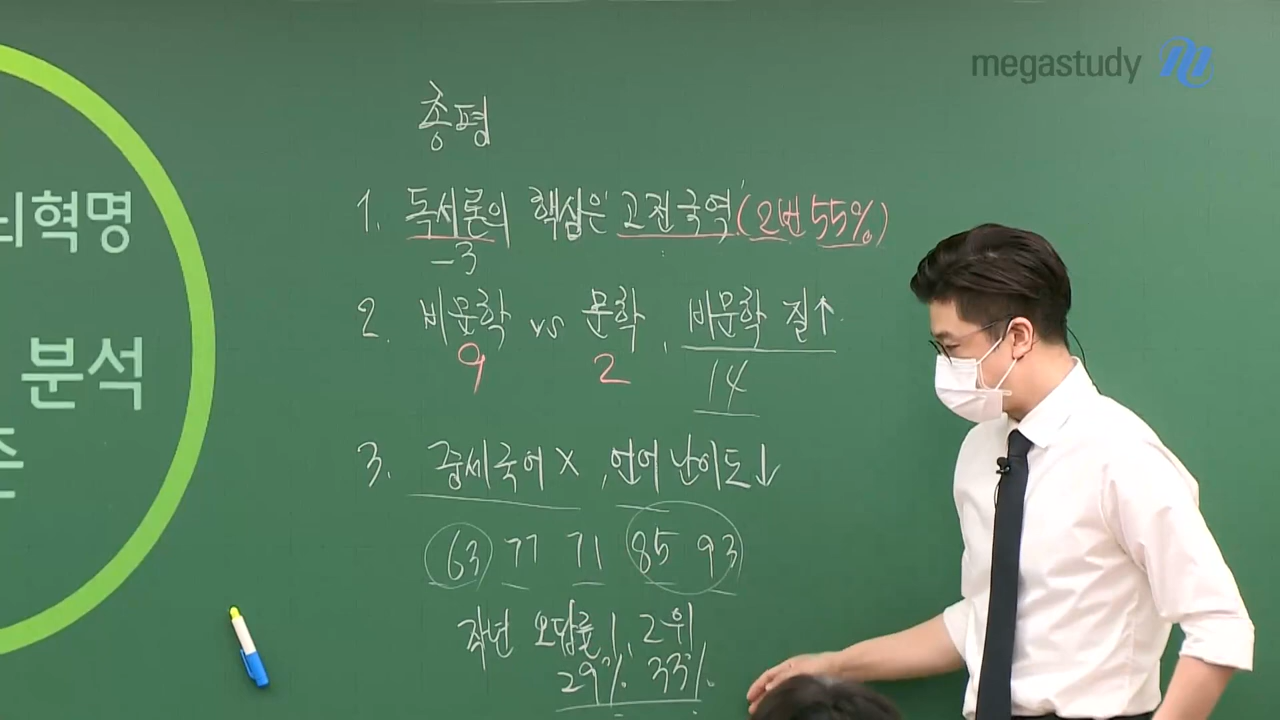 megastudy
뇌혁명
분석
총평
1. 독서론의 핵심은 '고전국역' (2번 55%)
-3
2. 비문학 vs 문학, 비문학 질↑
9 2 14
3. 중세국어 X, 언어 난이도↓
63 77 71 85 93
작년 오답률 1, 2위
29% 33%